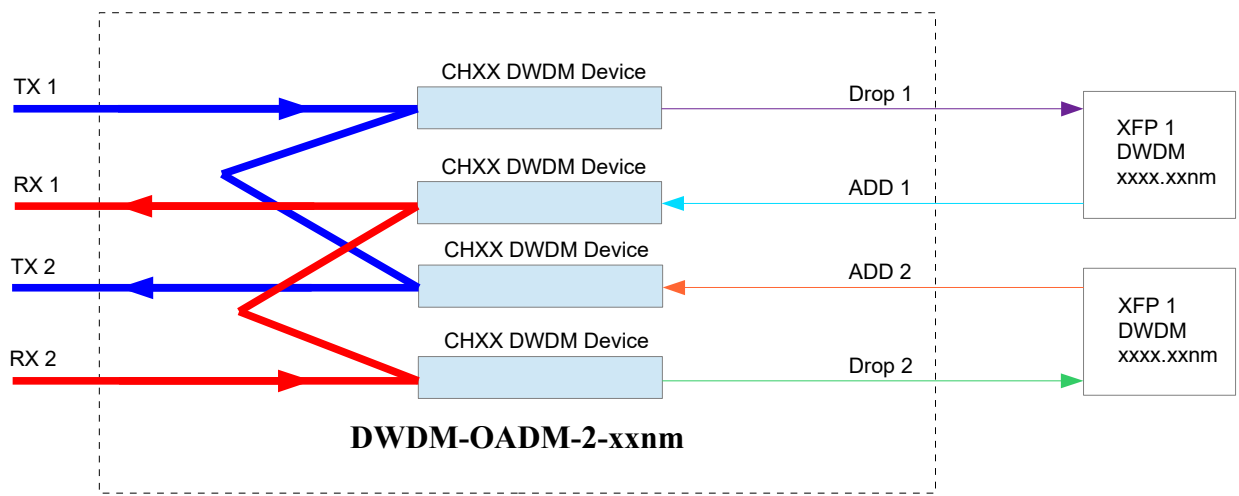 TX 1
CHXX DWDM Device
Drop 1
XFP 1
DWDM
xxxx.xxnm
RX 1
CHXX DWDM Device
ADD 1
TX 2
CHXX DWDM Device
ADD 2
XFP 1
DWDM
xxxx.xxnm
RX 2
CHXX DWDM Device
Drop 2
DWDM-OADM-2-xxnm